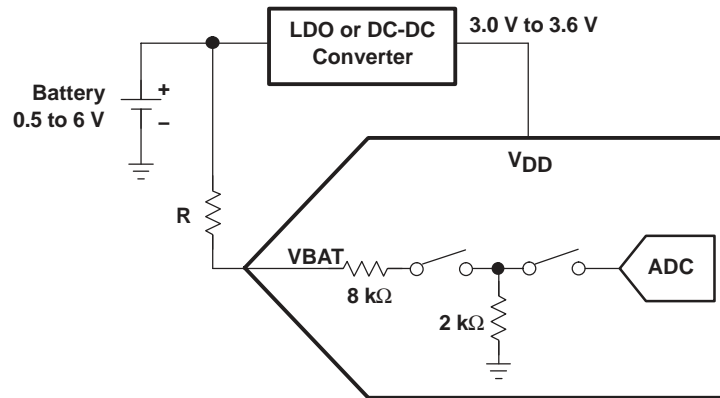 LDO or DC-DC
Converter
3.0 V to 3.6 V
Battery
0.5 to 6 V
+
−
VDD
R
VBAT
8 kΩ
2 kΩ
ADC